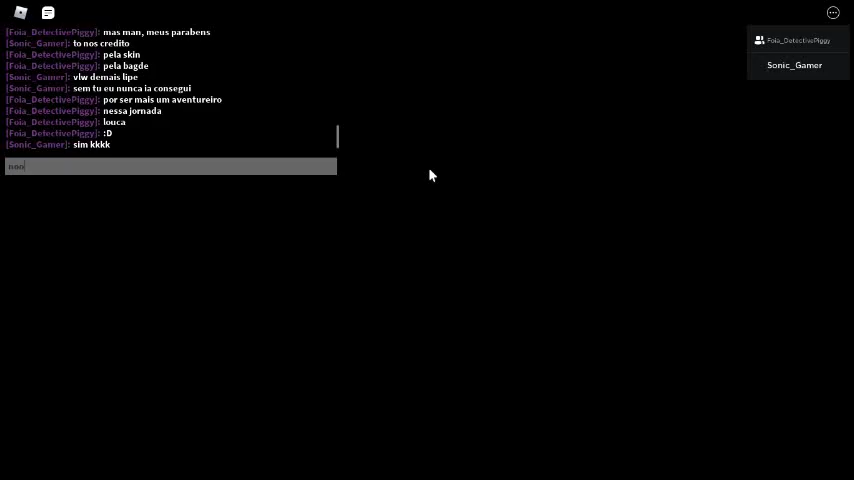 [Foia_DetectivePiggy]: mas man, meus parabens
[Sonic_Gamer]: to nos credito
[Foia_DetectivePiggy]: pela skin
[Foia_DetectivePiggy]: pela bagde
[Sonic_Gamer]: vlw demais lipe
[Sonic_Gamer]: sem tu eu nunca ia consegui
[Foia_DetectivePiggy]: por ser mais um aventureiro
[Foia_DetectivePiggy]: nessa jornada
[Foia_DetectivePiggy]: louca
[Foia_DetectivePiggy]: :D
[Sonic_Gamer]: sim kkkk
noo
Foia_DetectivePiggy
Sonic_Gamer